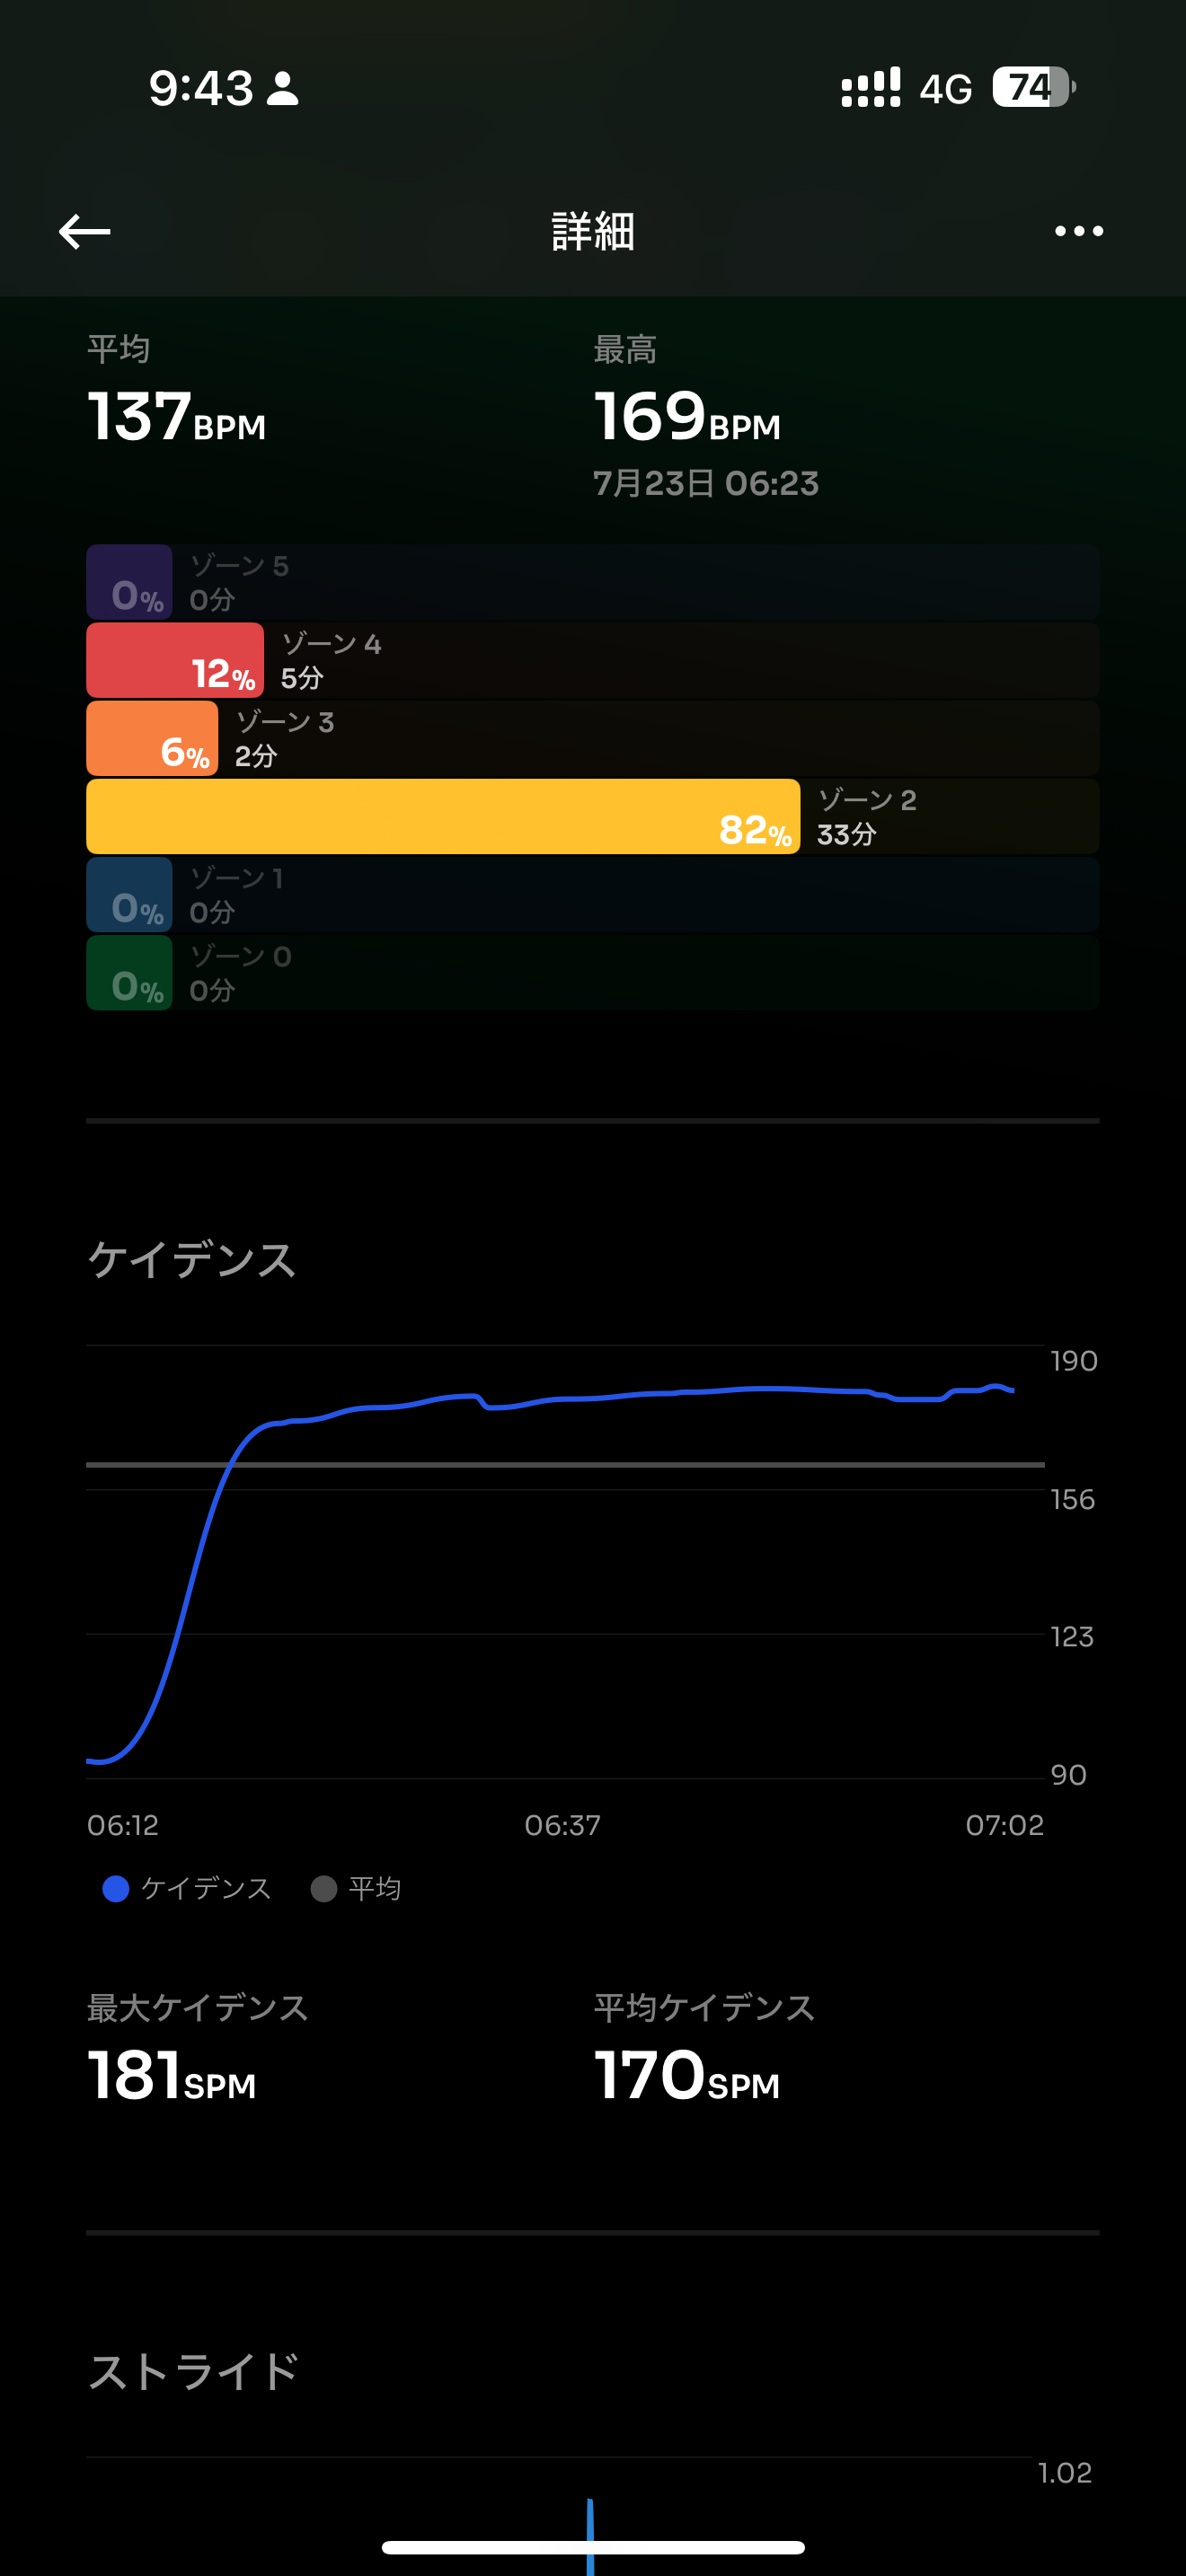 9:43
4G
74
詳細
平均
最高
137BPM
169BPM
7月23日 06:23
ゾーン 5
0%
0分
ゾーン 4
12%
5分
ゾーン 3
6%
2分
ゾーン 2
82%
33分
ゾーン 1
0%
0分
ゾーン 0
0%
0分
ケイデンス
190
156
123
90
06:12
06:37
07:02
ケイデンス
平均
最大ケイデンス
平均ケイデンス
181SPM
170SPM
ストライド
1.02